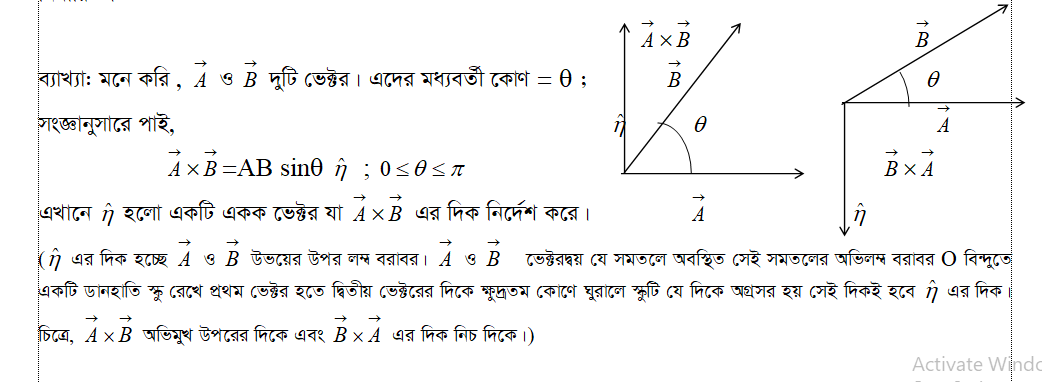 ব্যাখ্যা: মনে করি , A⃗ ও B⃗ দুটি ভেক্টর। এদের মধ্যবর্তী কোণ = θ ;
সংজ্ঞানুসারে পাই,
A⃗ × B⃗ =AB sinθ η̂ ; 0 ≤ θ ≤ π
এখানে η̂ হলো একটি একক ভেক্টর যা A⃗ × B⃗ এর দিক নির্দেশ করে।
(η̂ এর দিক হচ্ছে A⃗ ও B⃗ উভয়ের উপর লম্ব বরাবর। A⃗ ও B⃗ ভেক্টরদ্বয় যে সমতলে অবস্থিত সেই সমতলের অভিলম্ব বরাবর O বিন্দুতে
একটি ডানহাতি স্ক্রু রেখে প্রথম ভেক্টর হতে দ্বিতীয় ভেক্টরের দিকে ক্ষুদ্রতম কোণে ঘুরালে স্ক্রুটি যে দিকে অগ্রসর হয় সেই দিকই হবে η̂ এর দিক।
চিত্রে, A⃗ × B⃗ অভিমুখ উপরের দিকে এবং B⃗ × A⃗ এর দিক নিচ দিকে।)
A⃗ × B⃗
B⃗
η̂
θ
A⃗
B⃗
θ
A⃗
B⃗ × A⃗
η̂
Activate Windo